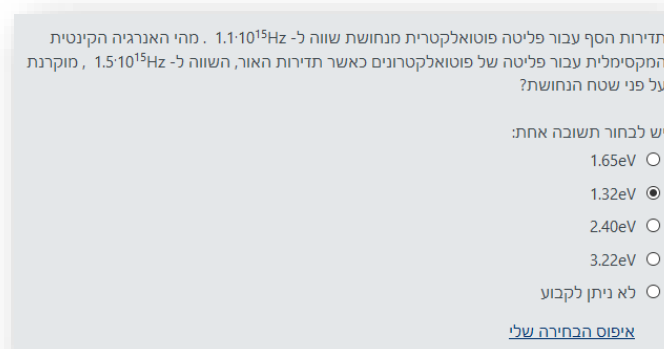 תדירות הסף עבור פליטה פוטואלקטרית מנחושת שווה ל- 1.1·10¹⁵Hz . מהי האנרגיה הקינטית
המקסימלית עבור פליטה של פוטואלקטרונים כאשר תדירות האור, השווה ל- 1.5·10¹⁵Hz , מוקרנת
על פני שטח הנחושת?
יש לבחור תשובה אחת:
1.65eV
1.32eV
2.40eV
3.22eV
לא ניתן לקבוע
איפוס הבחירה שלי